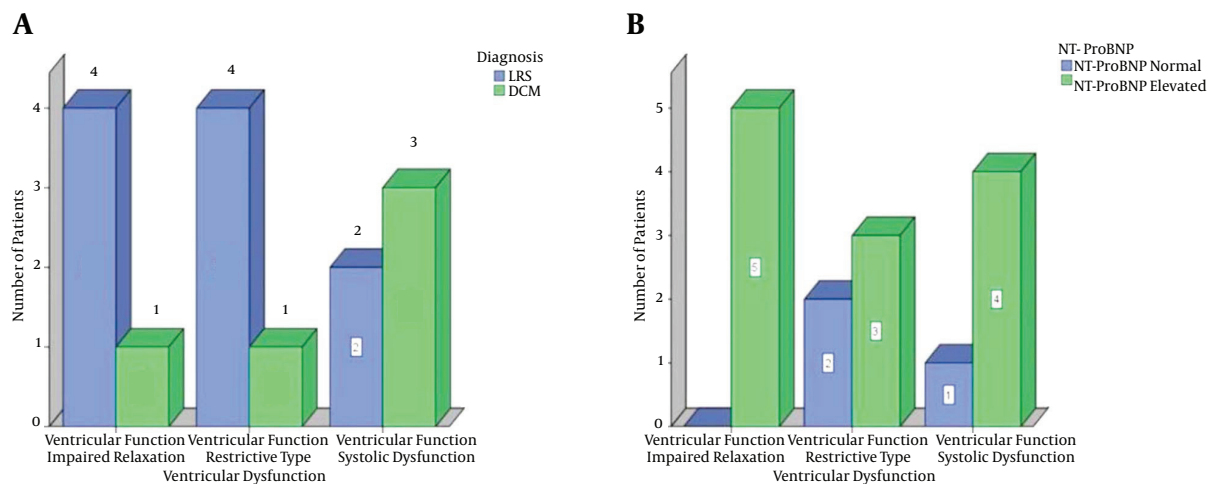 A
Diagnosis
LRS
DCM
4
4
3
2
1
1
2
Number of Patients
4
3
2
1
0
Ventricular Function
Impaired Relaxation
Ventricular Function
Restrictive Type
Ventricular Function
Systolic Dysfunction
Ventricular Dysfunction
B
NT- ProBNP
NT-ProBNP Normal
NT-ProBNP Elevated
5
2
3
1
4
Number of Patients
5
4
3
2
1
0
Ventricular Function
Impaired Relaxation
Ventricular Function
Restrictive Type
Ventricular Function
Systolic Dysfunction
Ventricular Dysfunction